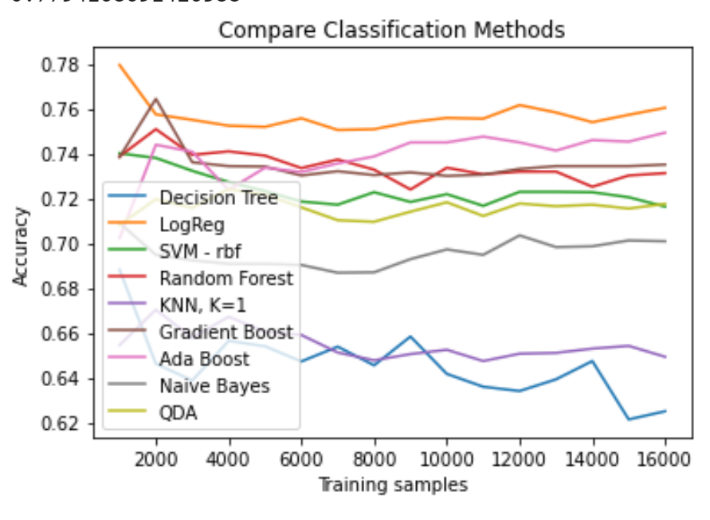 Compare Classification Methods
0.78
0.76
0.74
0.72
0.70
0.68
0.66
0.64
0.62
Accuracy
Decision Tree
LogReg
SVM - rbf
Random Forest
KNN, K=1
Gradient Boost
Ada Boost
Naive Bayes
QDA
2000 4000 6000 8000 10000 12000 14000 16000
Training samples